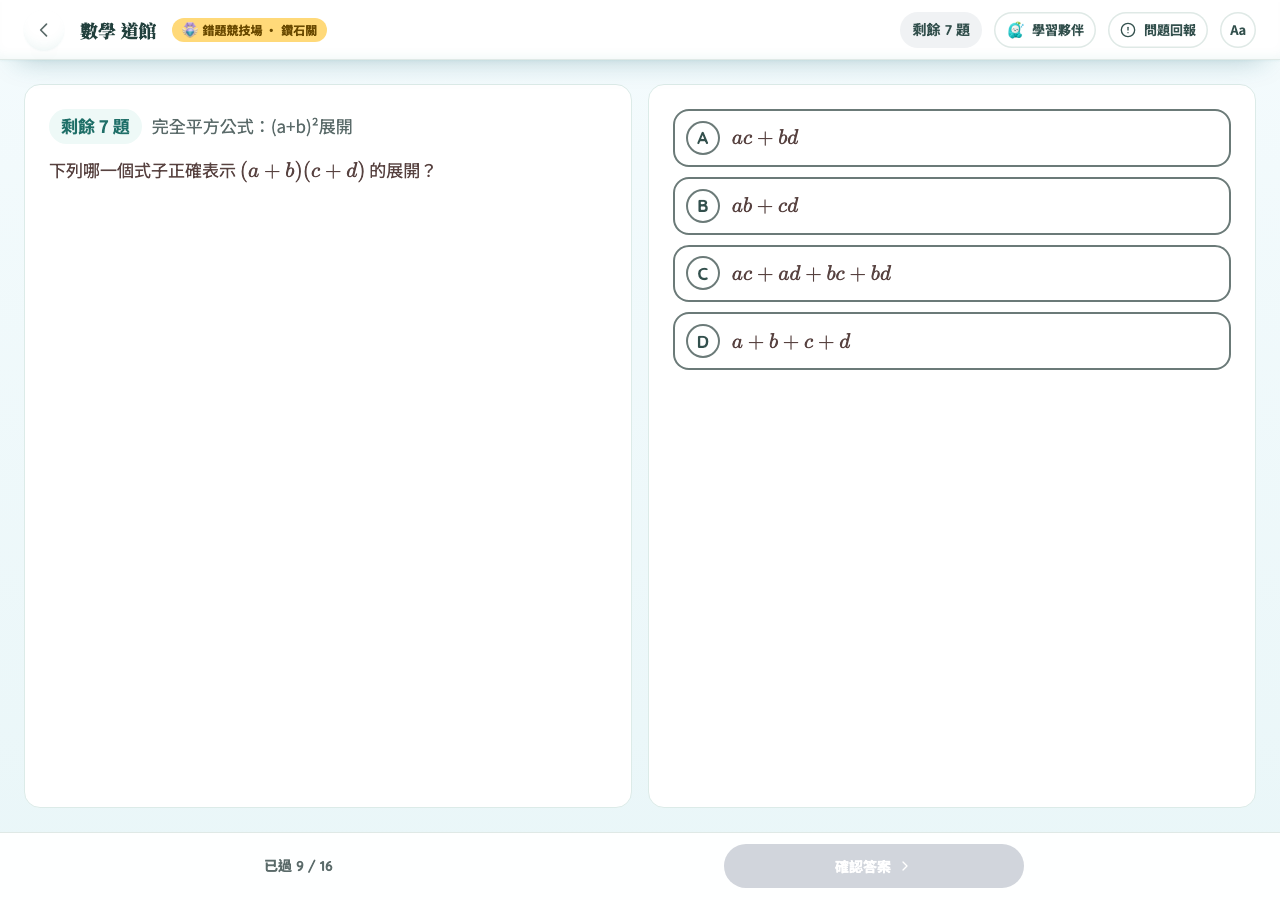 數學 道館
錯題競技場 · 鑽石關
剩餘 7 題
學習夥伴
問題回報
Aa
剩餘 7 題 完全平方公式：(a+b)²展開
下列哪一個式子正確表示 (a + b)(c + d) 的展開？
A ac + bd
B ab + cd
C ac + ad + bc + bd
D a + b + c + d
已過 9 / 16
確認答案